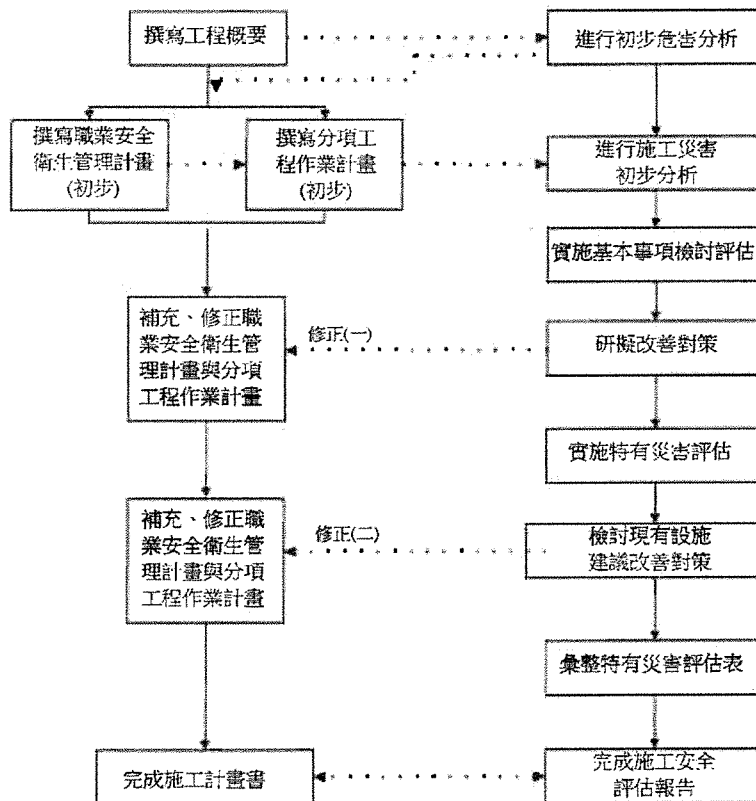 撰寫工程概要
進行初步危害分析
撰寫職業安全
衛生管理計畫
(初步)
撰寫分項工
程作業計畫
(初步)
進行施工災害
初步分析
實施基本事項檢討評估
補充、修正職
業安全衛生管
理計畫與分項
工程作業計畫
修正(一)
研擬改善對策
實施特有災害評估
補充、修正職
業安全衛生管
理計畫與分項
工程作業計畫
修正(二)
檢討現有設施
建議改善對策
彙整特有災害評估表
完成施工計畫書
完成施工安全
評估報告